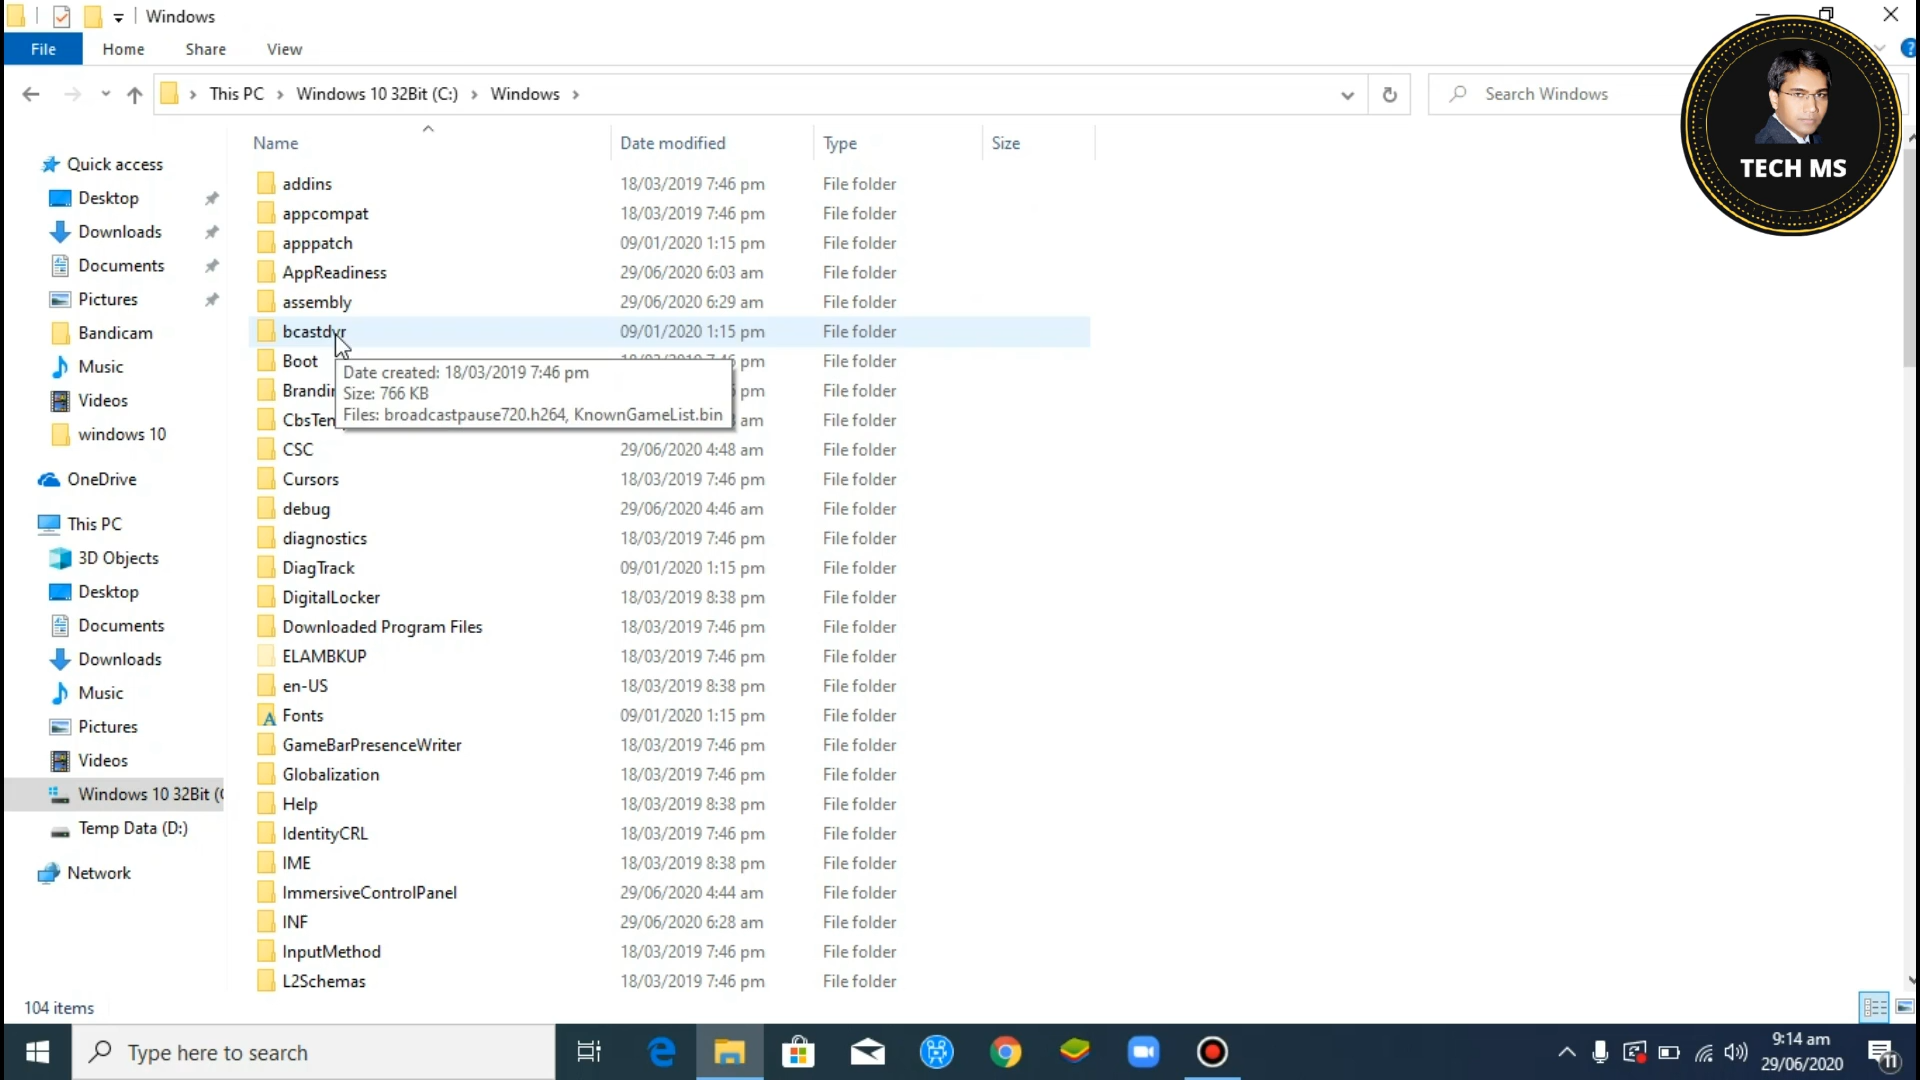 Windows
File Home Share View
This PC > Windows 10 32Bit (C:) > Windows >
Search Windows
TECH MS
Name Date modified Type Size
Quick access
Desktop
Downloads
Documents
Pictures
Bandicam
Music
Videos
windows 10
OneDrive
This PC
3D Objects
Desktop
Documents
Downloads
Music
Pictures
Videos
Windows 10 32Bit (
Temp Data (D:)
Network
addins 18/03/2019 7:46 pm File folder
appcompat 18/03/2019 7:46 pm File folder
apppatch 09/01/2020 1:15 pm File folder
AppReadiness 29/06/2020 6:03 am File folder
assembly 29/06/2020 6:29 am File folder
bcastdvr 09/01/2020 1:15 pm File folder
Boot pm File folder
Date created: 18/03/2019 7:46 pm
Size: 766 KB
Files: broadcastpause720.h264, KnownGameList.bin
Brandin pm File folder
CbsTem am File folder
CSC 29/06/2020 4:48 am File folder
Cursors 18/03/2019 7:46 pm File folder
debug 29/06/2020 4:46 am File folder
diagnostics 18/03/2019 7:46 pm File folder
DiagTrack 09/01/2020 1:15 pm File folder
DigitalLocker 18/03/2019 8:38 pm File folder
Downloaded Program Files 18/03/2019 7:46 pm File folder
ELAMBKUP 18/03/2019 7:46 pm File folder
en-US 18/03/2019 8:38 pm File folder
Fonts 09/01/2020 1:15 pm File folder
GameBarPresenceWriter 18/03/2019 7:46 pm File folder
Globalization 18/03/2019 7:46 pm File folder
Help 18/03/2019 8:38 pm File folder
IdentityCRL 18/03/2019 7:46 pm File folder
IME 18/03/2019 8:38 pm File folder
ImmersiveControlPanel 29/06/2020 4:44 am File folder
INF 29/06/2020 6:28 am File folder
InputMethod 18/03/2019 7:46 pm File folder
L2Schemas 18/03/2019 7:46 pm File folder
104 items
Type here to search
9:14 am
29/06/2020
11